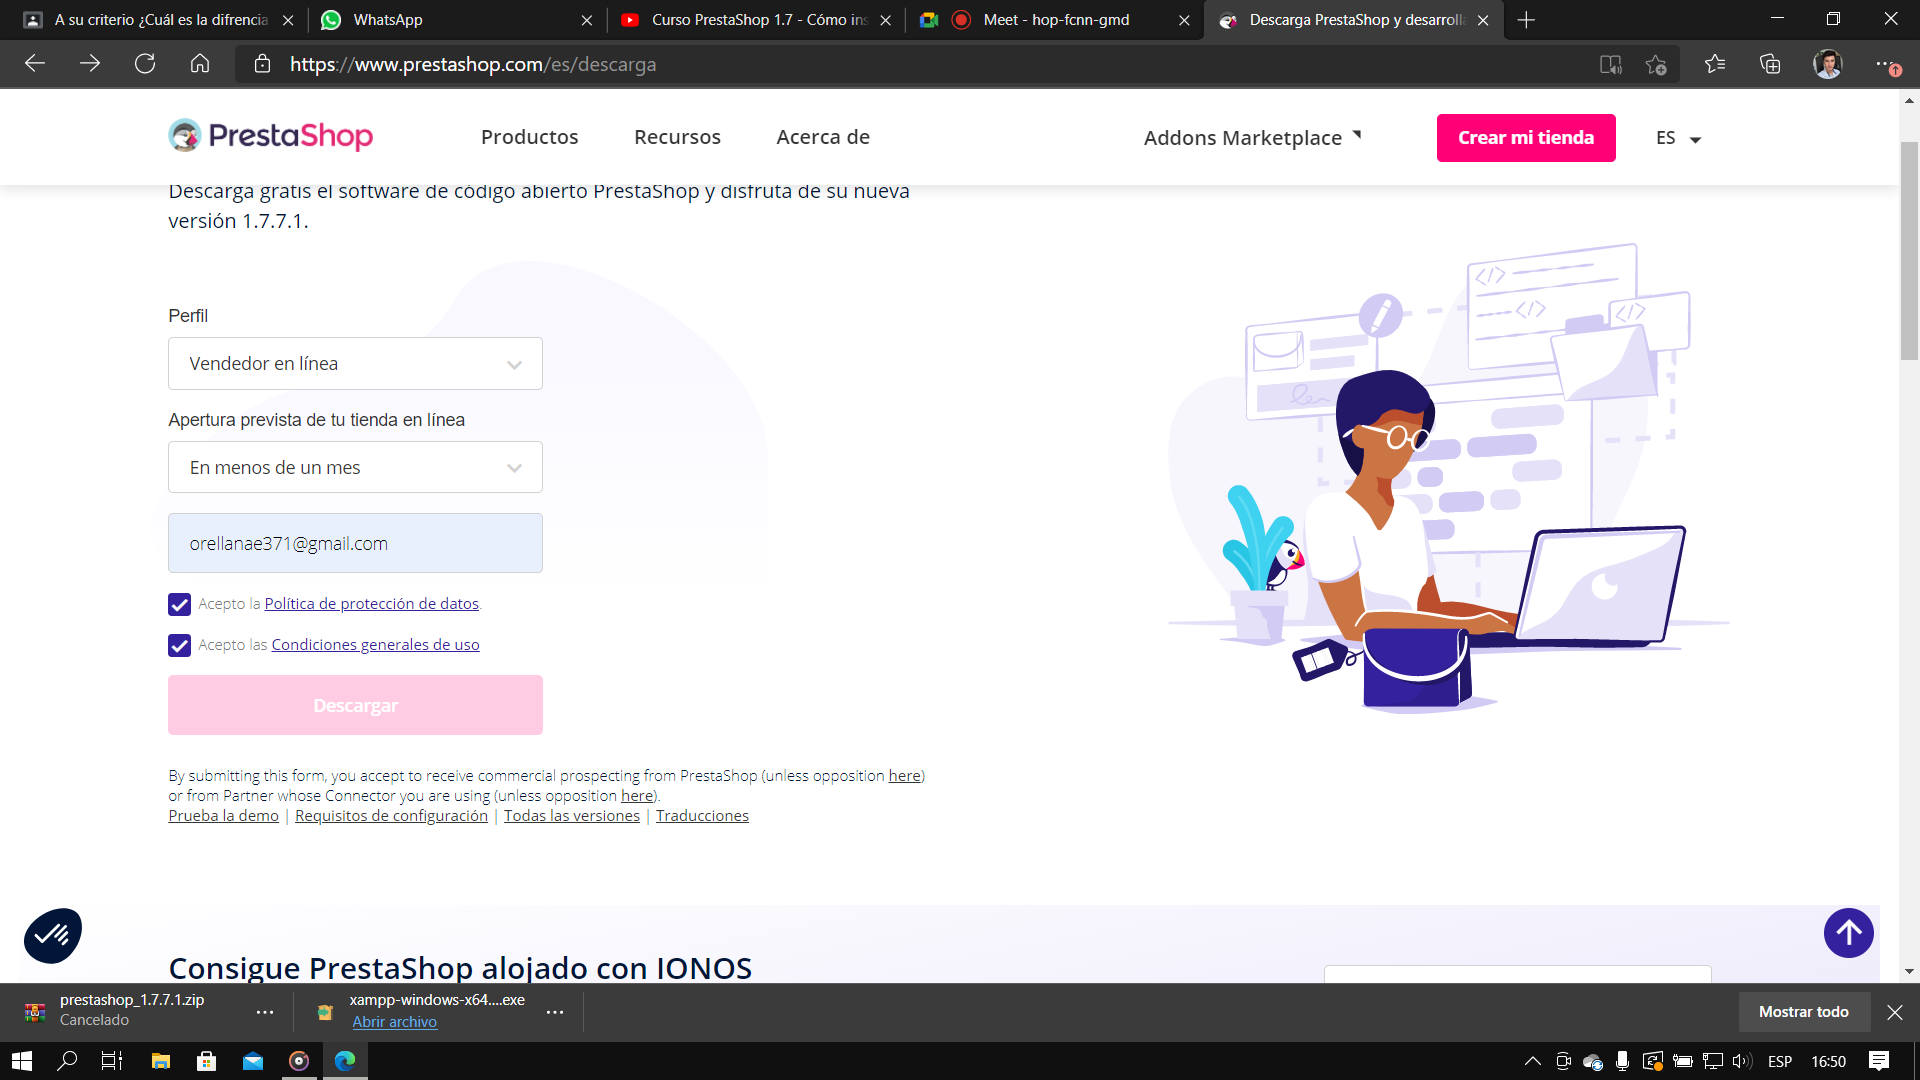 A su criterio ¿Cuál es la difrencia
WhatsApp
Curso PrestaShop 1.7 - Cómo ins
Meet - hop-fcnn-gmd
Descarga PrestaShop y desarroll
https://www.prestashop.com/es/descarga
PrestaShop
Productos
Recursos
Acerca de
Addons Marketplace
Crear mi tienda
ES
Descarga gratis el software de código abierto PrestaShop y disfruta de su nueva
versión 1.7.7.1.
Perfil
Vendedor en línea
Apertura prevista de tu tienda en línea
En menos de un mes
orellanae371@gmail.com
Acepto la Política de protección de datos.
Acepto las Condiciones generales de uso
Descargar
By submitting this form, you accept to receive commercial prospecting from PrestaShop (unless opposition here)
or from Partner whose Connector you are using (unless opposition here).
Prueba la demo | Requisitos de configuración | Todas las versiones | Traducciones
Consigue PrestaShop alojado con IONOS
prestashop_1.7.7.1.zip
Cancelado
xampp-windows-x64....exe
Abrir archivo
Mostrar todo
ESP
16:50